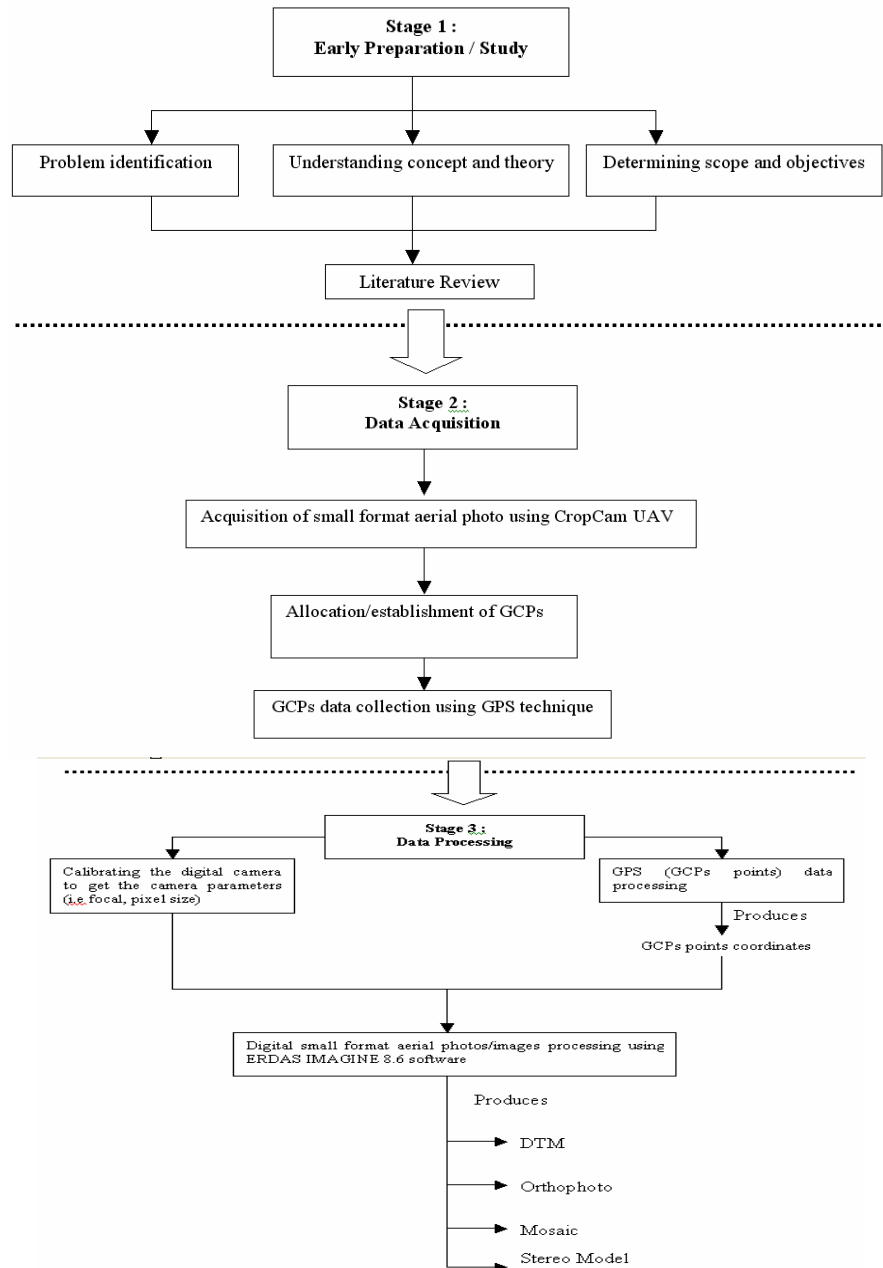 Stage 1 :
Early Preparation / Study
Problem identification
Understanding concept and theory
Determining scope and objectives
Literature Review
Stage 2 :
Data Acquisition
Acquisition of small format aerial photo using CropCam UAV
Allocation/establishment of GCPs
GCPs data collection using GPS technique
Stage 3 :
Data Processing
Calibrating the digital camera
to get the camera parameters
(i.e focal, pixel size)
GPS (GCPs points) data
processing
Produces
GCPs points coordinates
Digital small format aerial photos/images processing using
ERDAS IMAGINE 8.6 software
Produces
DTM
Orthophoto
Mosaic
Stereo Model